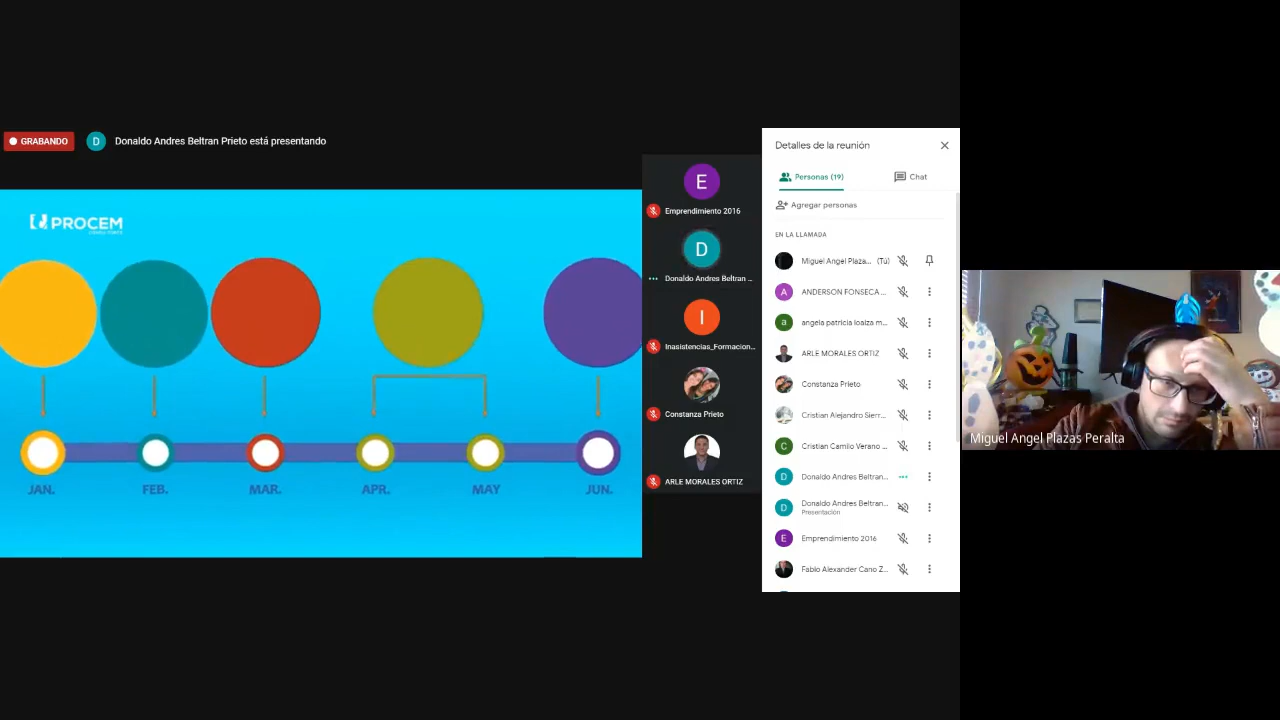 GRABANDO
D
Donaldo Andres Beltran Prieto está presentando
PROCEM
JAN.
FEB.
MAR.
APR.
MAY
JUN.
E
Emprendimiento 2016
D
Donaldo Andres Beltran ...
I
Inasistencias_Formacion...
Constanza Prieto
ARLE MORALES ORTIZ
Detalles de la reunión
Personas (19)
Chat
Agregar personas
EN LA LLAMADA
Miguel Angel Plaza... (Tú)
A
ANDERSON FONSECA ...
a
angela patricia loaiza m...
ARLE MORALES ORTIZ
Constanza Prieto
Cristian Alejandro Sierr...
C
Cristian Camilo Verano ...
D
Donaldo Andres Beltran...
D
Donaldo Andres Beltran...
Presentación
E
Emprendimiento 2016
Fabio Alexander Cano Z...
Miguel Angel Plazas Peralta